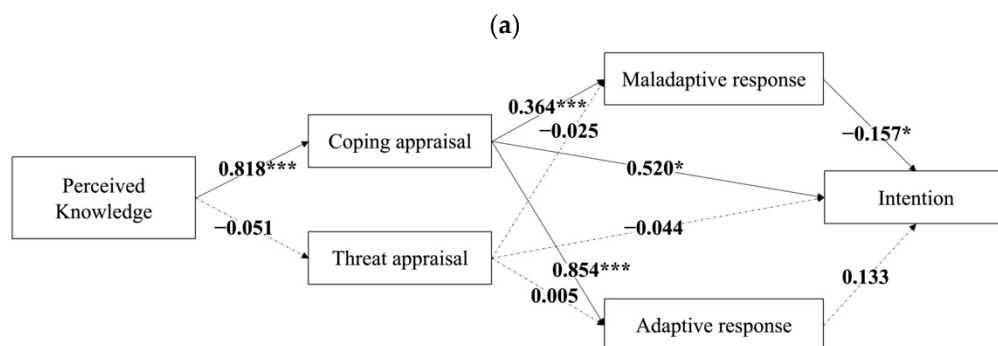 (a)
Maladaptive response
0.364***
−0.025
−0.157*
Coping appraisal
0.818***
0.520*
Perceived
Knowledge
Intention
−0.051
−0.044
Threat appraisal
0.854***
0.005
0.133
Adaptive response